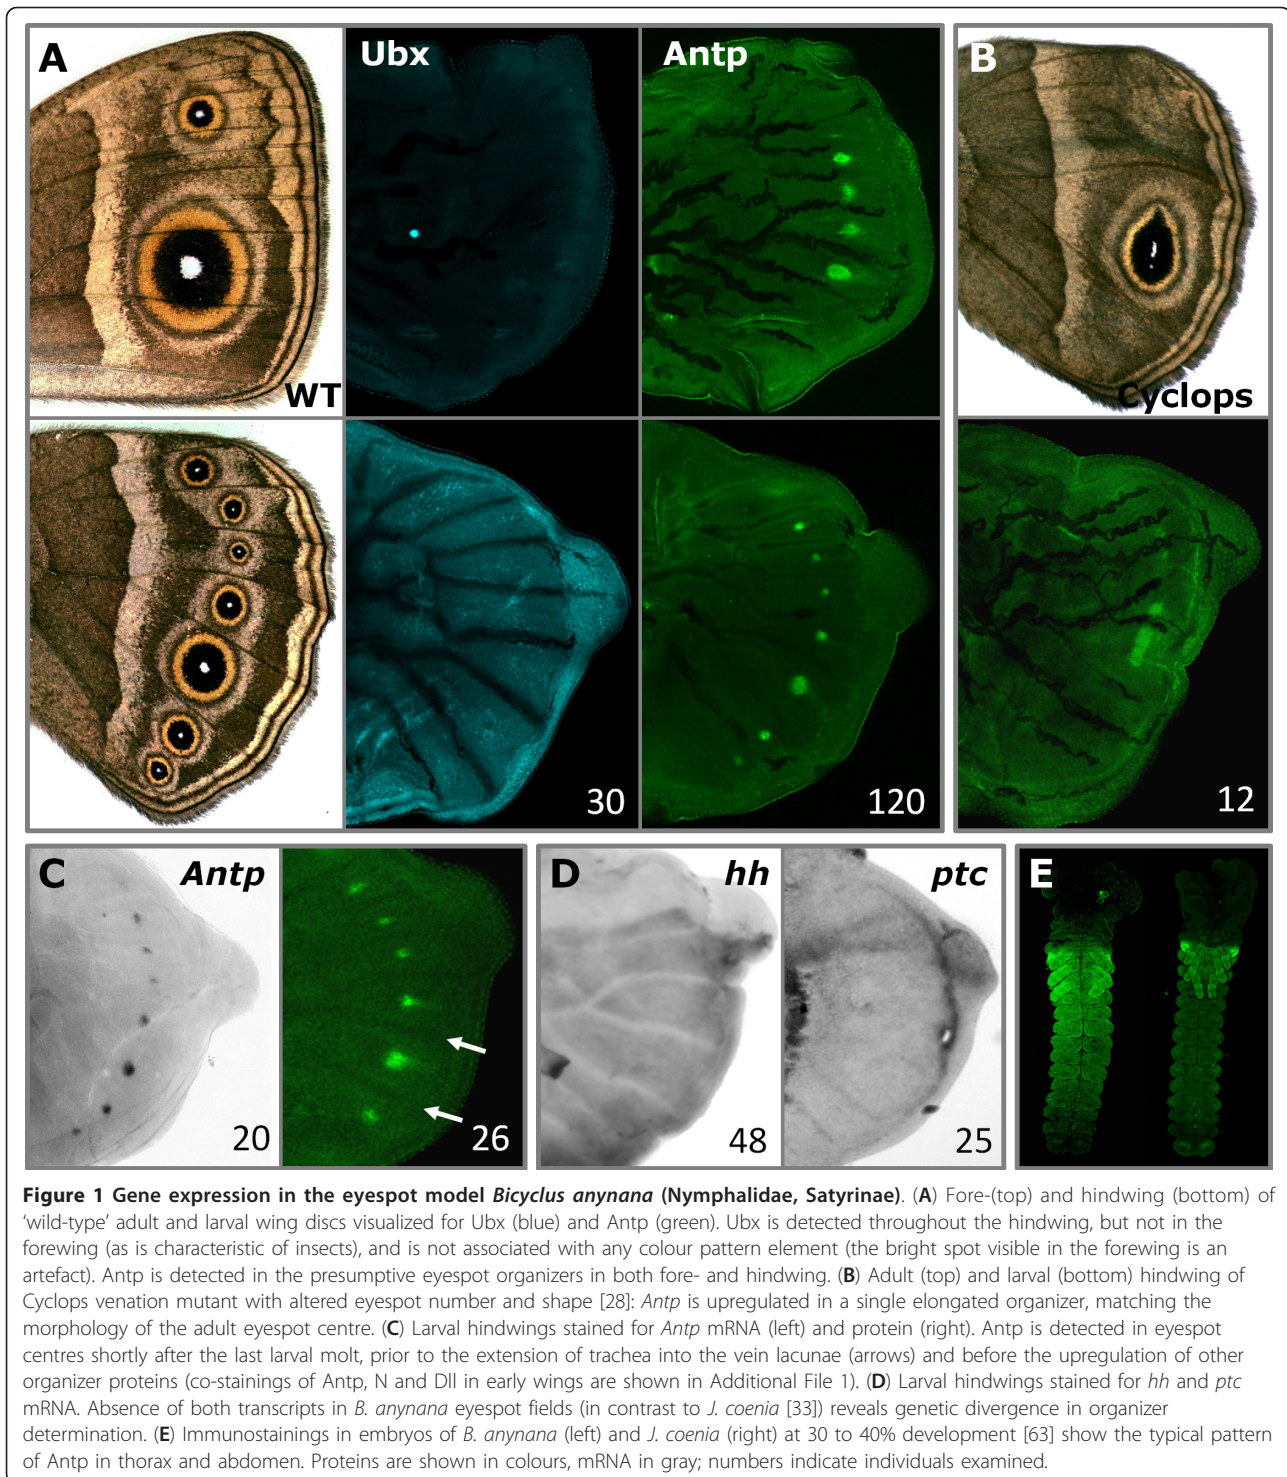 A
Ubx
Antp
B
WT
Cyclops
30
120
12
C
Antp
D
hh
ptc
E
20
26
48
25
Figure 1 Gene expression in the eyespot model Bicyclus anynana (Nymphalidae, Satyrinae). (A) Fore-(top) and hindwing (bottom) of
‘wild-type’ adult and larval wing discs visualized for Ubx (blue) and Antp (green). Ubx is detected throughout the hindwing, but not in the
forewing (as is characteristic of insects), and is not associated with any colour pattern element (the bright spot visible in the forewing is an
artefact). Antp is detected in the presumptive eyespot organizers in both fore- and hindwing. (B) Adult (top) and larval (bottom) hindwing of
Cyclops venation mutant with altered eyespot number and shape [28]: Antp is upregulated in a single elongated organizer, matching the
morphology of the adult eyespot centre. (C) Larval hindwings stained for Antp mRNA (left) and protein (right). Antp is detected in eyespot
centres shortly after the last larval molt, prior to the extension of trachea into the vein lacunae (arrows) and before the upregulation of other
organizer proteins (co-stainings of Antp, N and Dll in early wings are shown in Additional File 1). (D) Larval hindwings stained for hh and ptc
mRNA. Absence of both transcripts in B. anynana eyespot fields (in contrast to J. coenia [33]) reveals genetic divergence in organizer
determination. (E) Immunostainings in embryos of B. anynana (left) and J. coenia (right) at 30 to 40% development [63] show the typical pattern
of Antp in thorax and abdomen. Proteins are shown in colours, mRNA in gray; numbers indicate individuals examined.